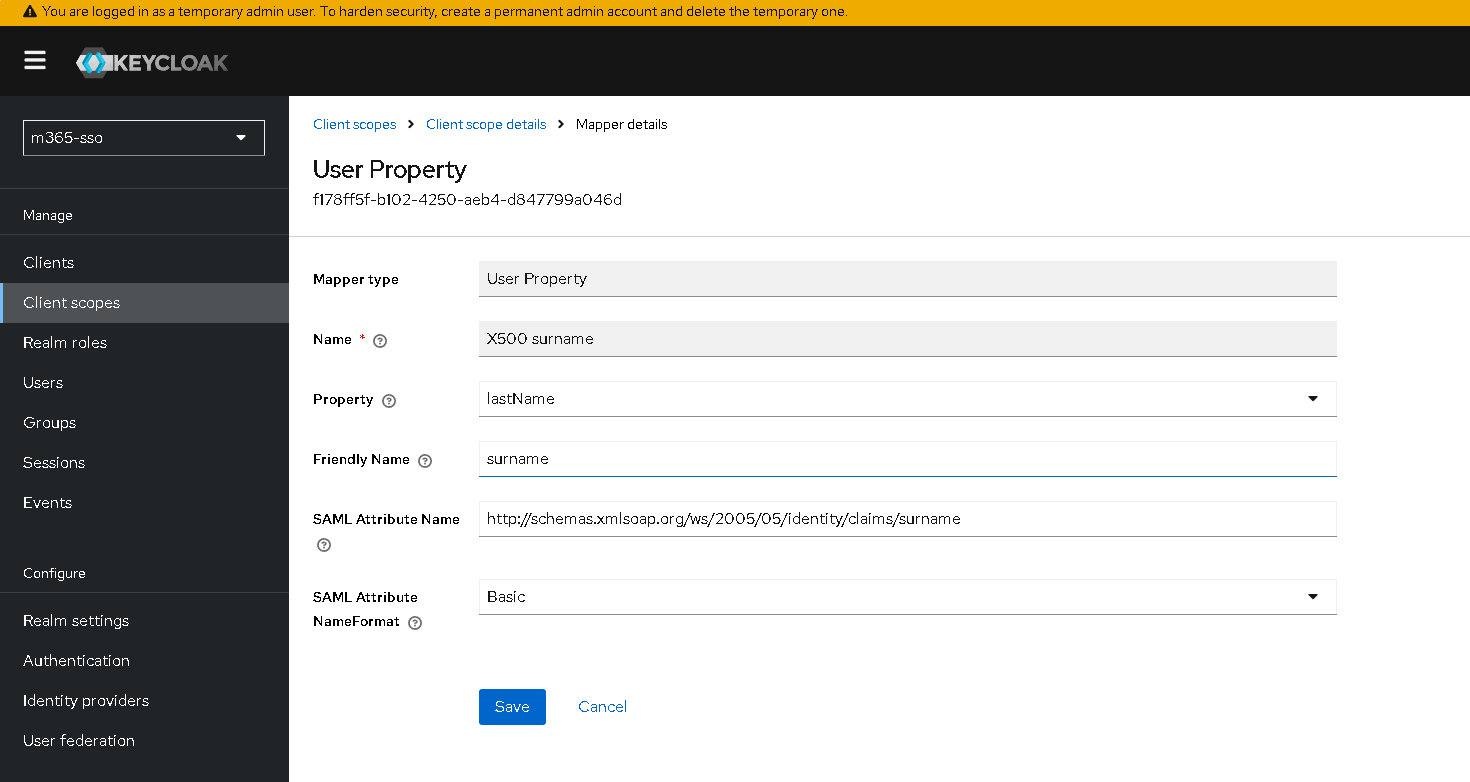 You are logged in as a temporary admin user. To harden security, create a permanent admin account and delete the temporary one.
KEYCLOAK
m365-sso
Manage
Clients
Client scopes
Realm roles
Users
Groups
Sessions
Events
Configure
Realm settings
Authentication
Identity providers
User federation
Client scopes > Client scope details > Mapper details
User Property
f178ff5f-b102-4250-aeb4-d847799a046d
Mapper type User Property
Name * X500 surname
Property lastName
Friendly Name surname
SAML Attribute Name http://schemas.xmlsoap.org/ws/2005/05/identity/claims/surname
SAML Attribute Basic
NameFormat
Save Cancel